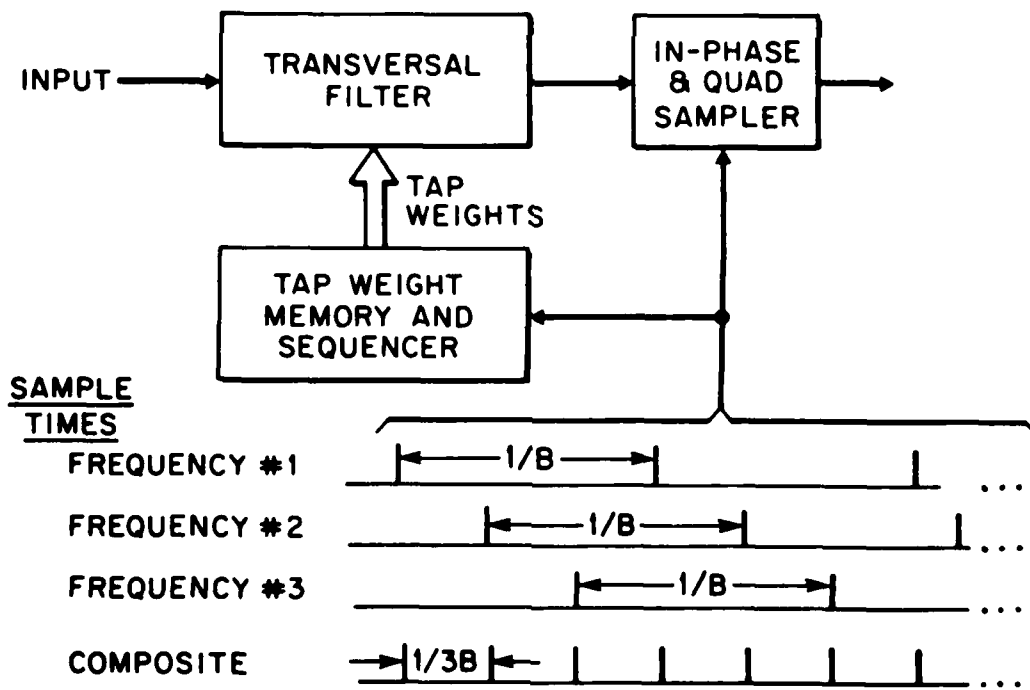 INPUT
TRANSVERSAL
FILTER
IN-PHASE
& QUAD
SAMPLER
TAP
WEIGHTS
TAP WEIGHT
MEMORY AND
SEQUENCER
SAMPLE
TIMES
FREQUENCY #1
1/B
...
FREQUENCY #2
1/B
...
FREQUENCY #3
1/B
...
COMPOSITE
1/3B
...